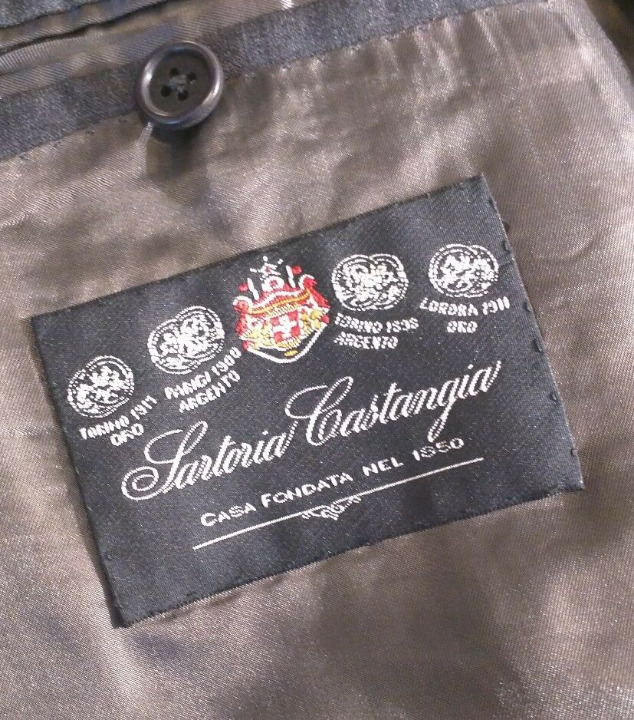 TORINO 1911
ORO
PARIGI 1900
ARGENTO
TORINO 1898
ARGENTO
LONDRA 1911
ORO
Sartoria Castangia
CASA FONDATA NEL 1850